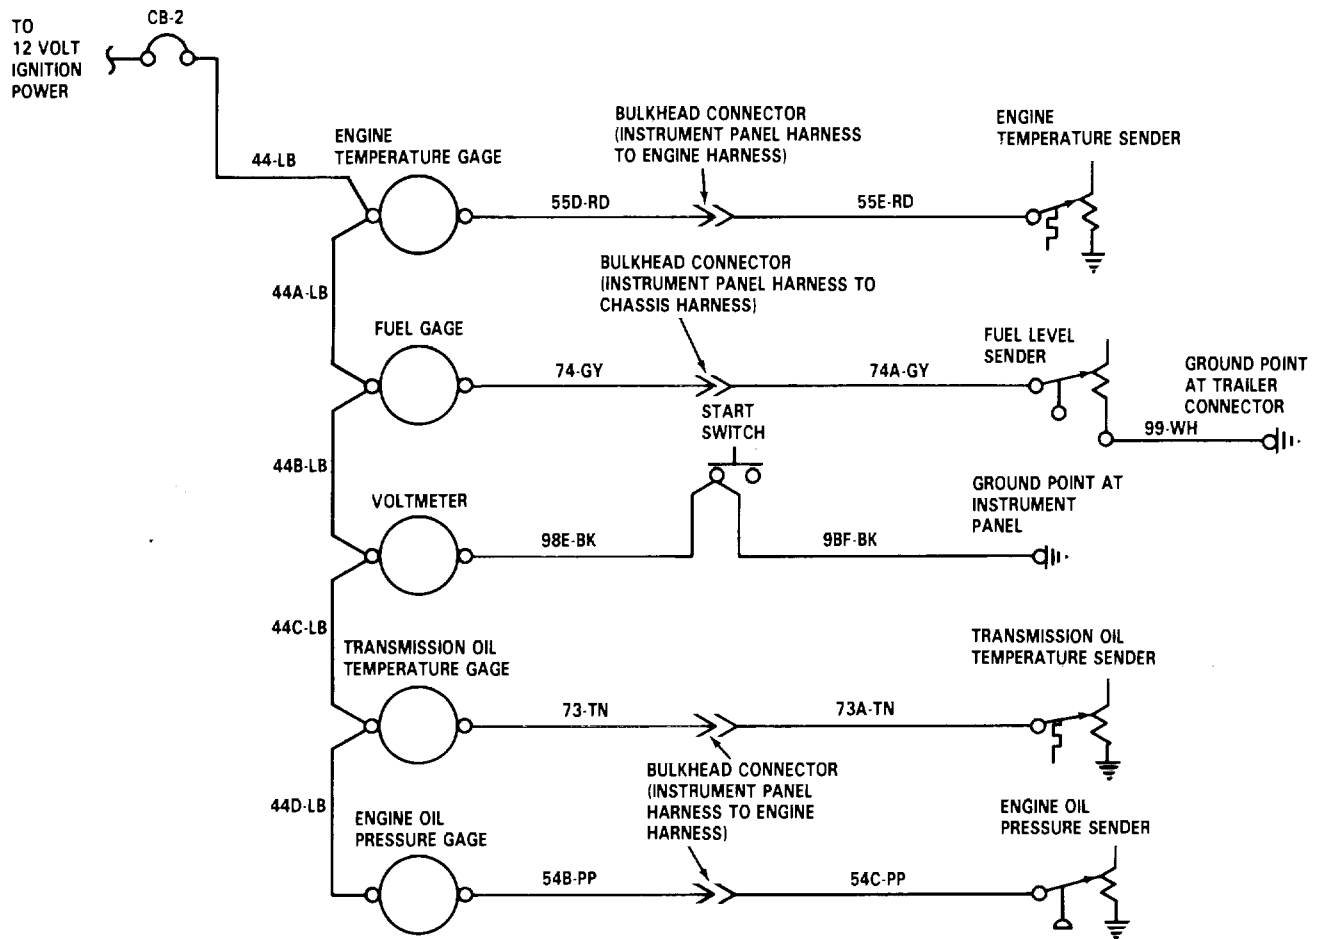 TO
12 VOLT
IGNITION
POWER
CB-2
44-LB
ENGINE
TEMPERATURE GAGE
BULKHEAD CONNECTOR
(INSTRUMENT PANEL HARNESS
TO ENGINE HARNESS)
ENGINE
TEMPERATURE SENDER
55D-RD
55E-RD
44A-LB
BULKHEAD CONNECTOR
(INSTRUMENT PANEL HARNESS TO
CHASSIS HARNESS)
FUEL GAGE
FUEL LEVEL
SENDER
74-GY
74A-GY
GROUND POINT
AT TRAILER
CONNECTOR
99-WH
START
SWITCH
44B-LB
VOLTMETER
GROUND POINT AT
INSTRUMENT
PANEL
98E-BK
9BF-BK
44C-LB
TRANSMISSION OIL
TEMPERATURE GAGE
TRANSMISSION OIL
TEMPERATURE SENDER
73-TN
73A-TN
BULKHEAD CONNECTOR
(INSTRUMENT PANEL
HARNESS TO ENGINE
HARNESS)
44D-LB
ENGINE OIL
PRESSURE GAGE
ENGINE OIL
PRESSURE SENDER
54B-PP
54C-PP